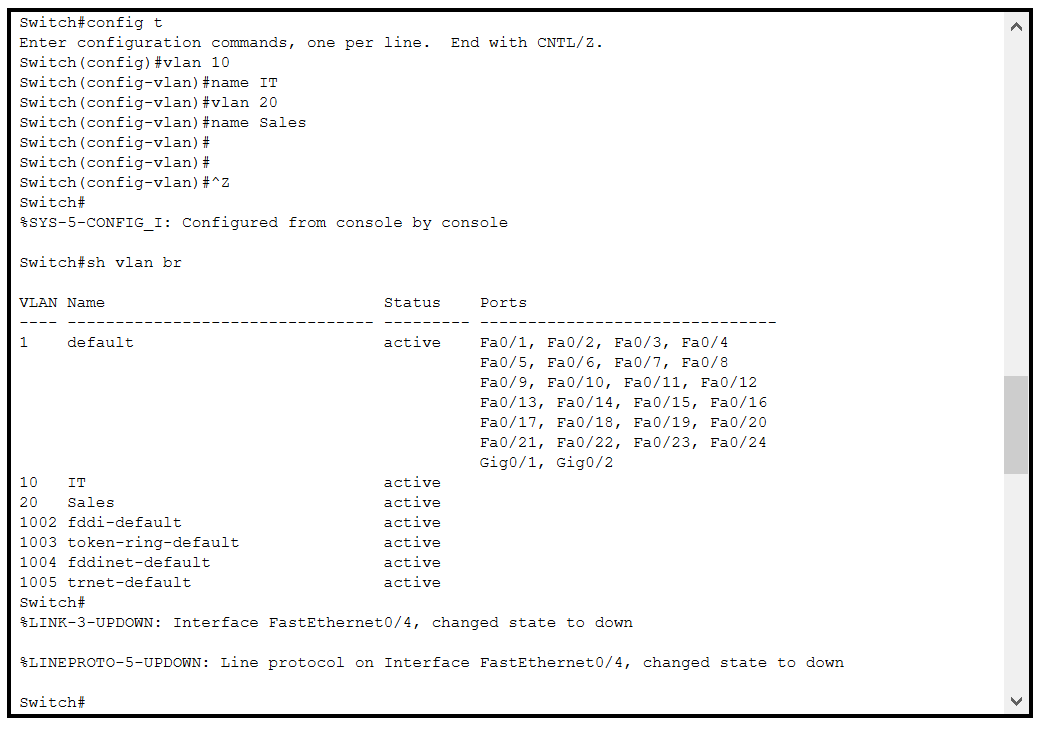 Switch#config t
Enter configuration commands, one per line.  End with CNTL/Z.
Switch(config)#vlan 10
Switch(config-vlan)#name IT
Switch(config-vlan)#vlan 20
Switch(config-vlan)#name Sales
Switch(config-vlan)#
Switch(config-vlan)#
Switch(config-vlan)#^Z
Switch#
%SYS-5-CONFIG_I: Configured from console by console

Switch#sh vlan br

VLAN Name                             Status    Ports
---- -------------------------------- --------- -------------------------------
1    default                          active    Fa0/1, Fa0/2, Fa0/3, Fa0/4
                                                Fa0/5, Fa0/6, Fa0/7, Fa0/8
                                                Fa0/9, Fa0/10, Fa0/11, Fa0/12
                                                Fa0/13, Fa0/14, Fa0/15, Fa0/16
                                                Fa0/17, Fa0/18, Fa0/19, Fa0/20
                                                Fa0/21, Fa0/22, Fa0/23, Fa0/24
                                                Gig0/1, Gig0/2
10   IT                               active
20   Sales                            active
1002 fddi-default                     active
1003 token-ring-default               active
1004 fddinet-default                  active
1005 trnet-default                    active
Switch#
%LINK-3-UPDOWN: Interface FastEthernet0/4, changed state to down

%LINEPROTO-5-UPDOWN: Line protocol on Interface FastEthernet0/4, changed state to down

Switch#